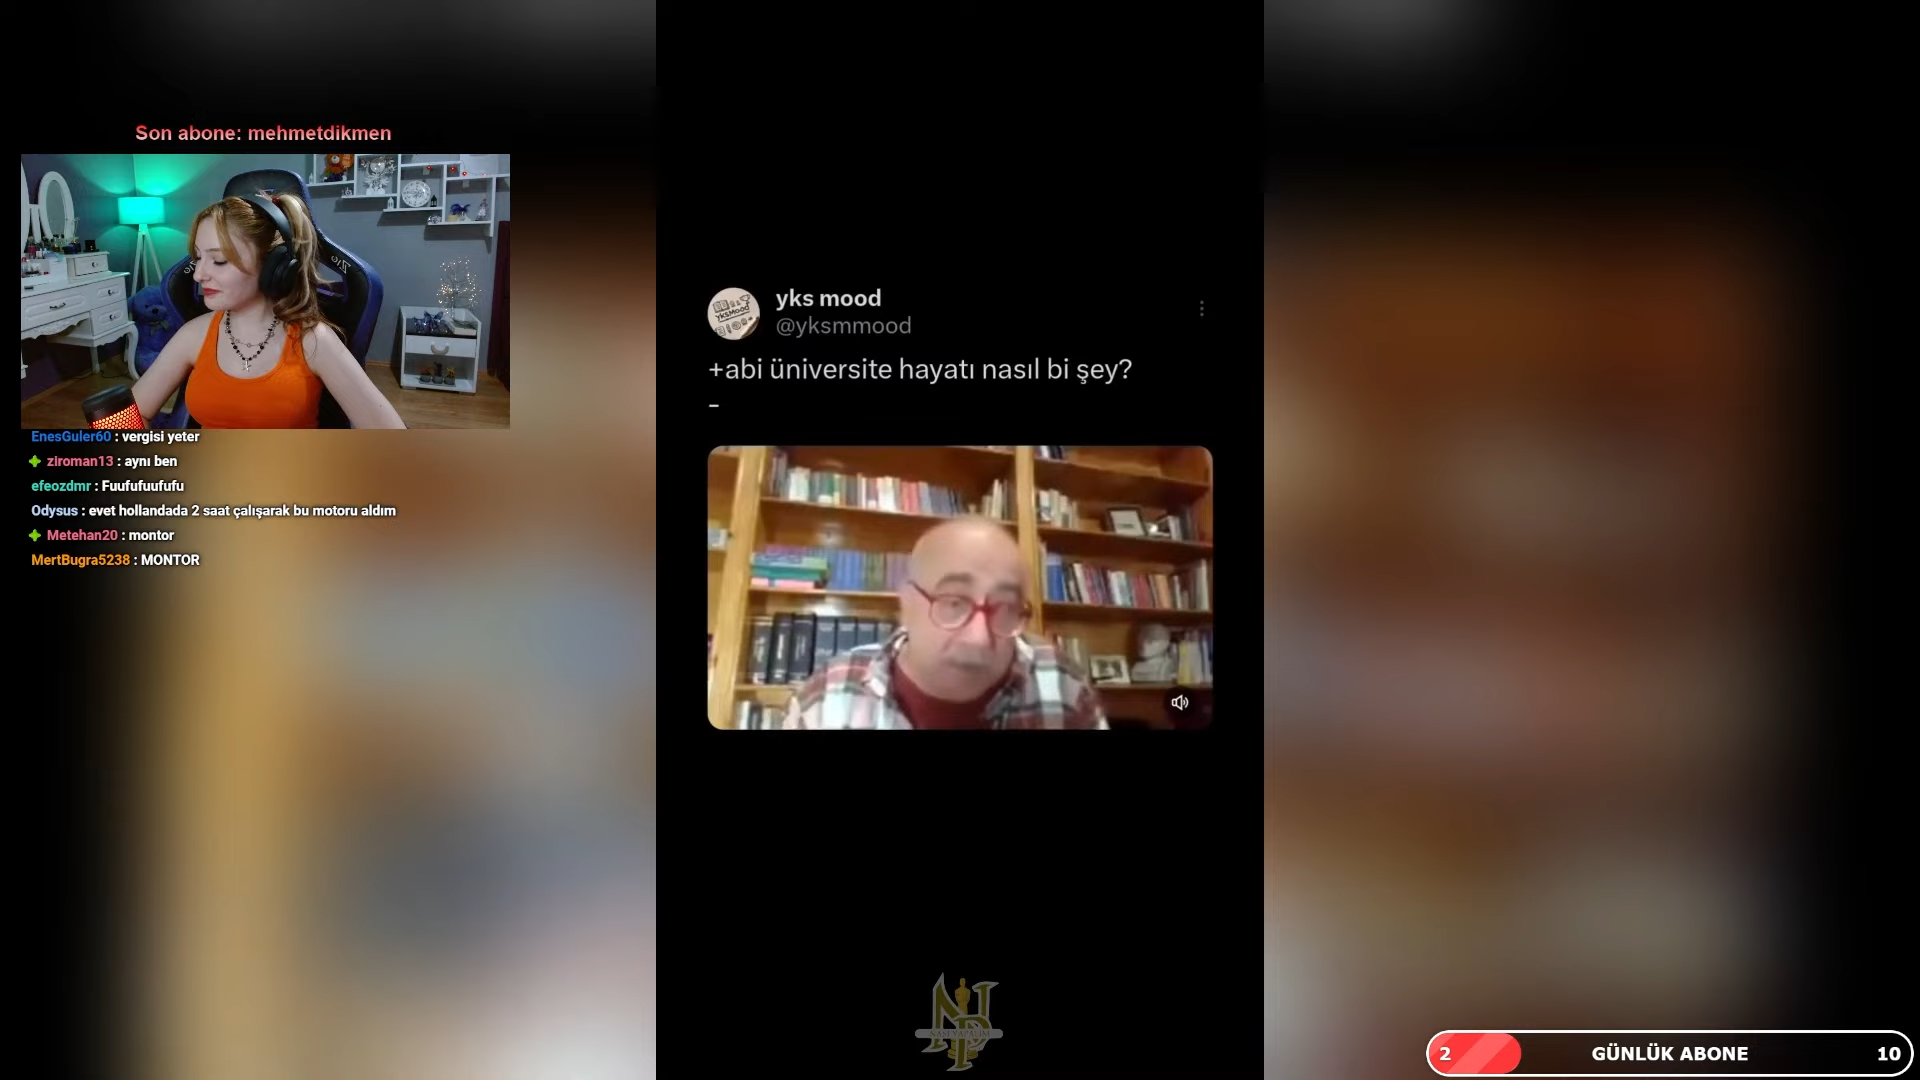 Son abone: mehmetdikmen
EnesGuler60 : vergisi yeter
ziroman13 : aynı ben
efeozdmr : Fuufufuufufu
Odysus : evet hollandada 2 saat çalışarak bu motoru aldım
Metehan20 : montor
MertBugra5238 : MONTOR
yks mood
@yksmmood
+abi üniversite hayatı nasıl bi şey?
-
2 GÜNLÜK ABONE 10